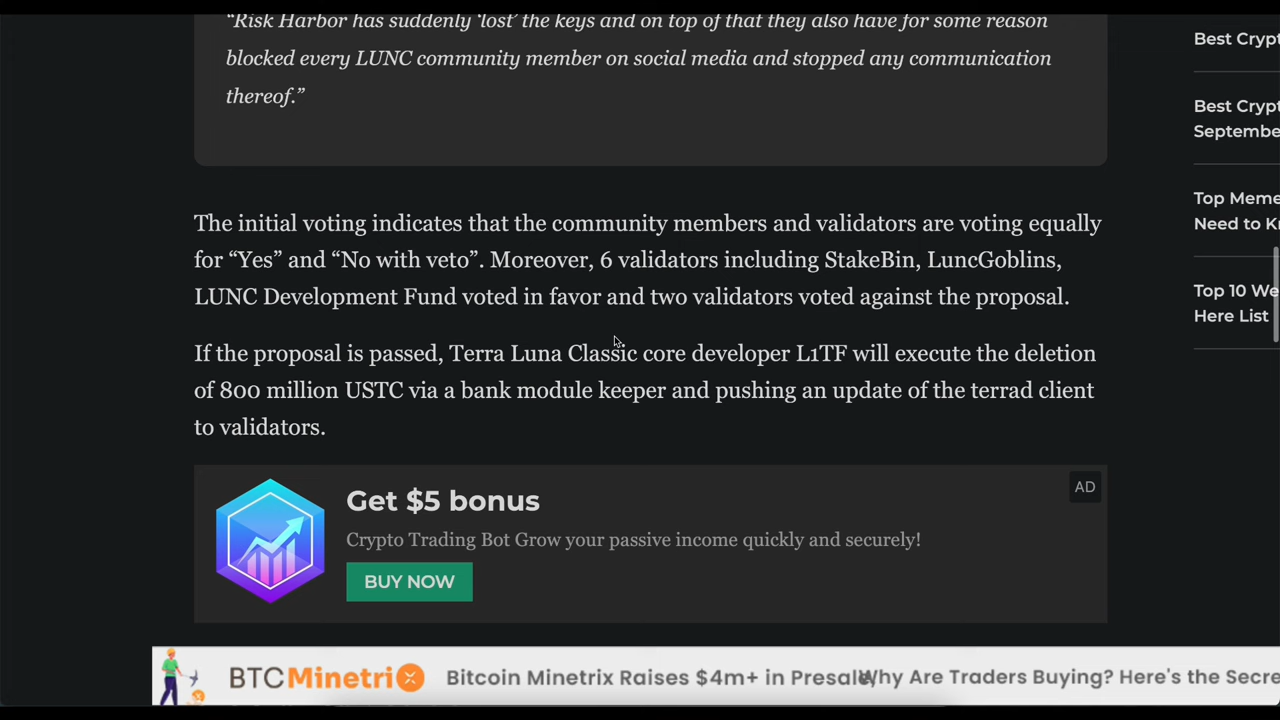 “Risk Harbor has suddenly ‘lost’ the keys and on top of that they also have for some reason
blocked every LUNC community member on social media and stopped any communication
thereof.”
The initial voting indicates that the community members and validators are voting equally
for “Yes” and “No with veto”. Moreover, 6 validators including StakeBin, LuncGoblins,
LUNC Development Fund voted in favor and two validators voted against the proposal.
If the proposal is passed, Terra Luna Classic core developer L1TF will execute the deletion
of 800 million USTC via a bank module keeper and pushing an update of the terrad client
to validators.
AD
Get $5 bonus
Crypto Trading Bot Grow your passive income quickly and securely!
BUY NOW
Best Crypt
Best Crypt
Septembe
Top Meme
Need to K
Top 10 We
Here List
BTCMinetrix
Bitcoin Minetrix Raises $4m+ in Presale,
Why Are Traders Buying? Here's the Secre